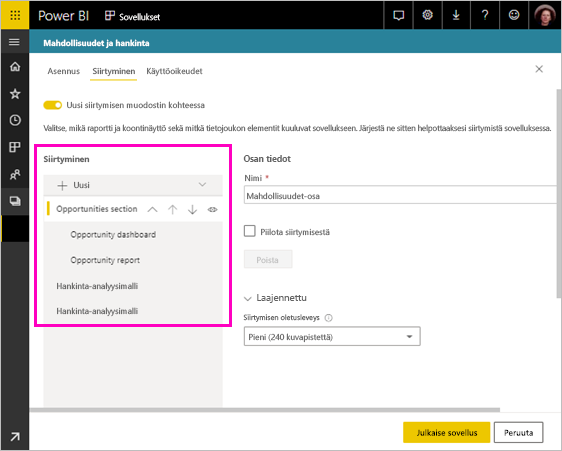 Power BI Sovellukset
Mahdollisuudet ja hankinta
Asennus Siirtyminen Käyttöoikeudet
Uusi siirtymisen muodostin kohteessa
Valitse, mikä raportti ja koontinäyttö sekä mitkä tietojoukon elementit kuuluvat sovellukseen. Järjestä ne sitten helpottaaksesi siirtymistä sovelluksessa.
Siirtyminen
Uusi
Opportunities section
Opportunity dashboard
Opportunity report
Hankinta-analyysimalli
Hankinta-analyysimalli
Osan tiedot
Nimi *
Mahdollisuudet-osa
Piilota siirtymisestä
Poista
Laajennettu
Siirtymisen oletusleveys
Pieni (240 kuvapistettä)
Julkaise sovellus Peruuta